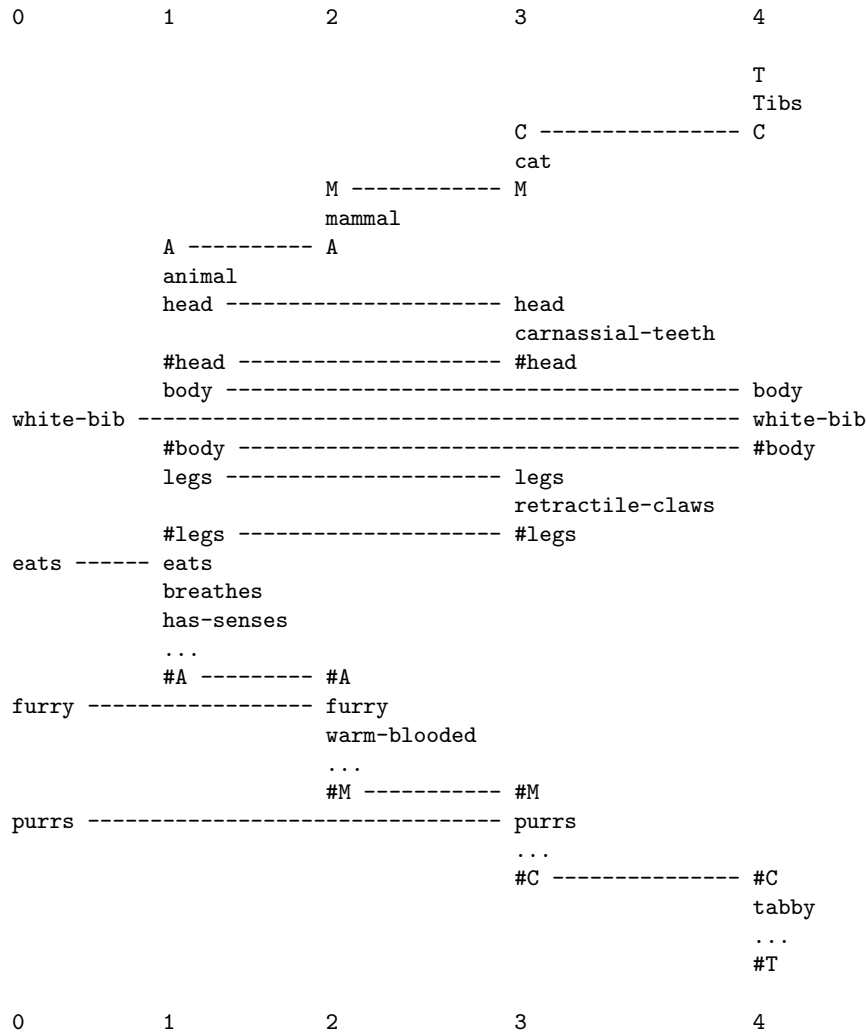 0 1 2 3 4
T
Tibs
C ---------------- C
cat
M ------------ M
mammal
A ---------- A
animal
head ---------------------- head
carnassial-teeth
#head --------------------- #head
body ----------------------------------------- body
white-bib ------------------------------------------------ white-bib
#body ---------------------------------------- #body
legs ---------------------- legs
retractile-claws
#legs --------------------- #legs
eats ------ eats
breathes
has-senses
...
#A --------- #A
furry ------------------ furry
warm-blooded
...
#M ----------- #M
purrs --------------------------------- purrs
...
#C --------------- #C
tabby
...
#T
0 1 2 3 4